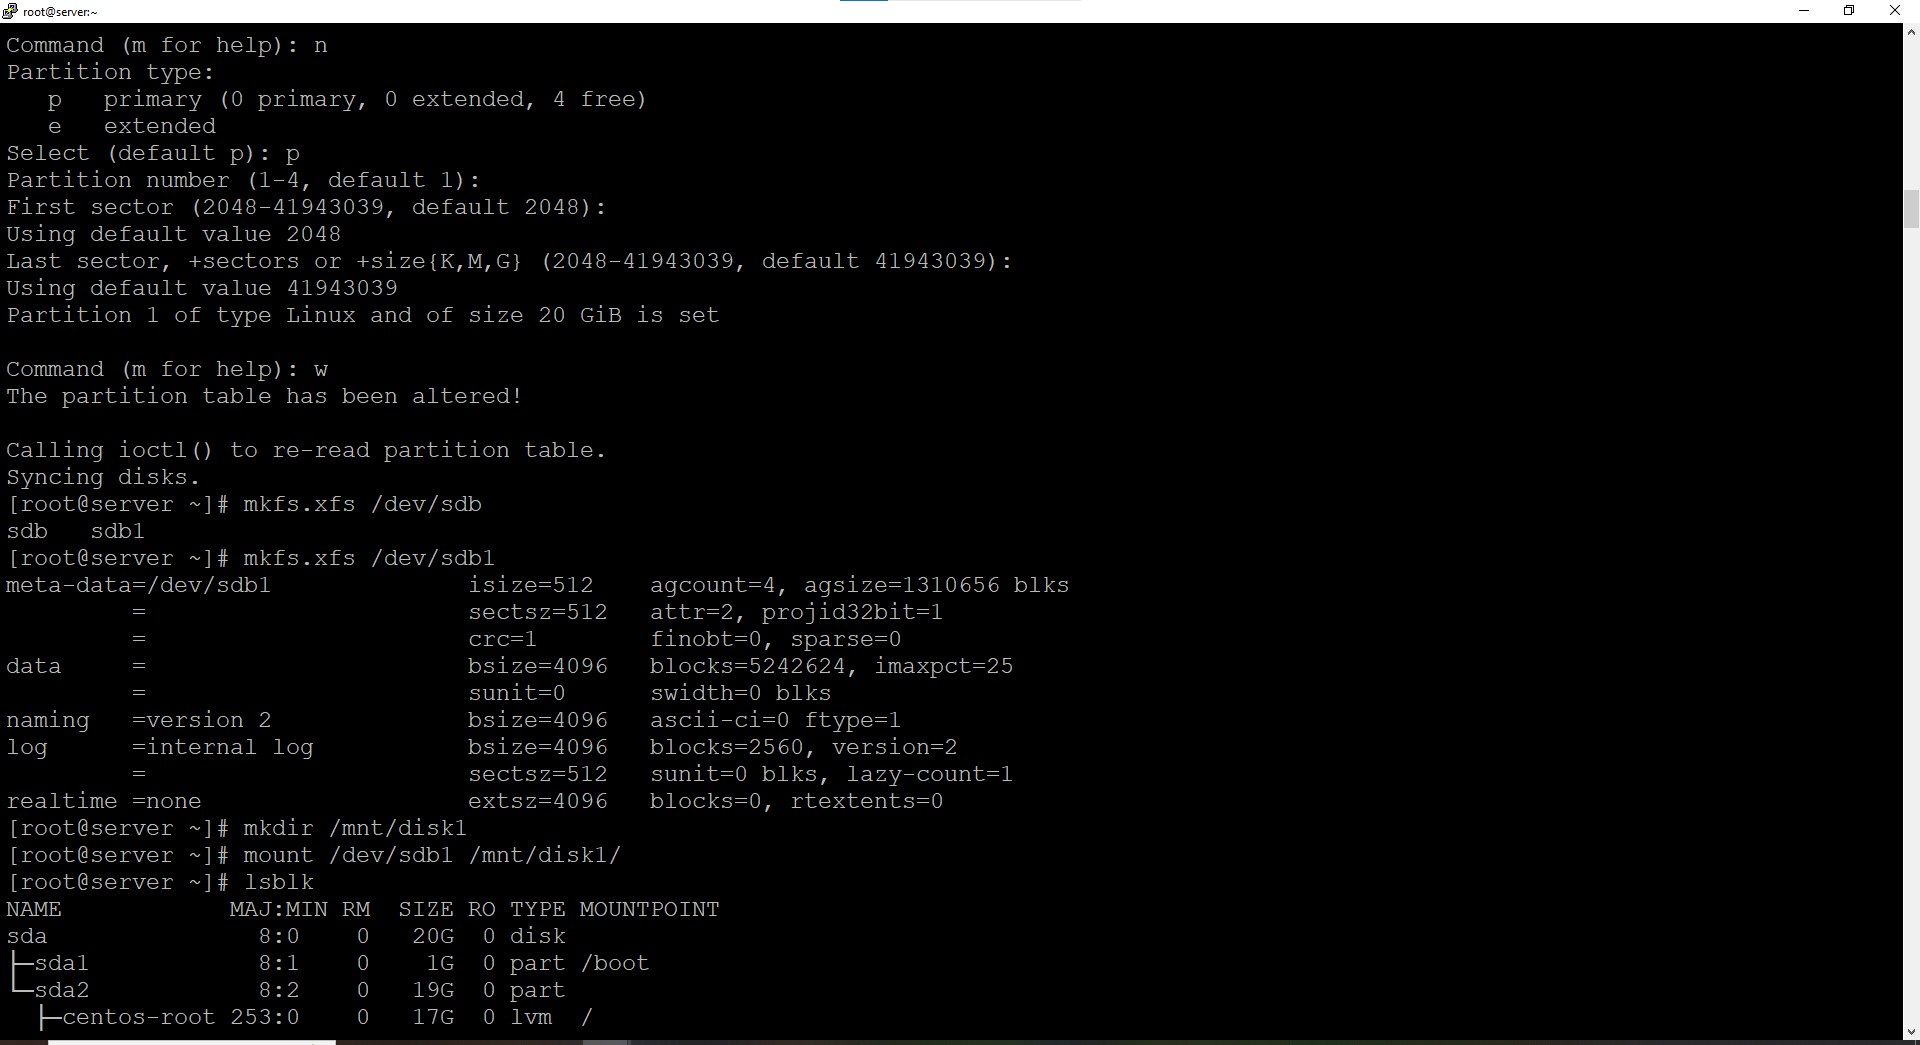 root@server:~
Command (m for help): n
Partition type:
   p   primary (0 primary, 0 extended, 4 free)
   e   extended
Select (default p): p
Partition number (1-4, default 1):
First sector (2048-41943039, default 2048):
Using default value 2048
Last sector, +sectors or +size{K,M,G} (2048-41943039, default 41943039):
Using default value 41943039
Partition 1 of type Linux and of size 20 GiB is set

Command (m for help): w
The partition table has been altered!

Calling ioctl() to re-read partition table.
Syncing disks.
[root@server ~]# mkfs.xfs /dev/sdb
sdb   sdb1
[root@server ~]# mkfs.xfs /dev/sdb1
meta-data=/dev/sdb1              isize=512    agcount=4, agsize=1310656 blks
         =                       sectsz=512   attr=2, projid32bit=1
         =                       crc=1        finobt=0, sparse=0
data     =                       bsize=4096   blocks=5242624, imaxpct=25
         =                       sunit=0      swidth=0 blks
naming   =version 2              bsize=4096   ascii-ci=0 ftype=1
log      =internal log           bsize=4096   blocks=2560, version=2
         =                       sectsz=512   sunit=0 blks, lazy-count=1
realtime =none                   extsz=4096   blocks=0, rtextents=0
[root@server ~]# mkdir /mnt/disk1
[root@server ~]# mount /dev/sdb1 /mnt/disk1/
[root@server ~]# lsblk
NAME            MAJ:MIN RM  SIZE RO TYPE MOUNTPOINT
sda               8:0    0   20G  0 disk
├─sda1            8:1    0    1G  0 part /boot
└─sda2            8:2    0   19G  0 part
  ├─centos-root 253:0    0   17G  0 lvm  /